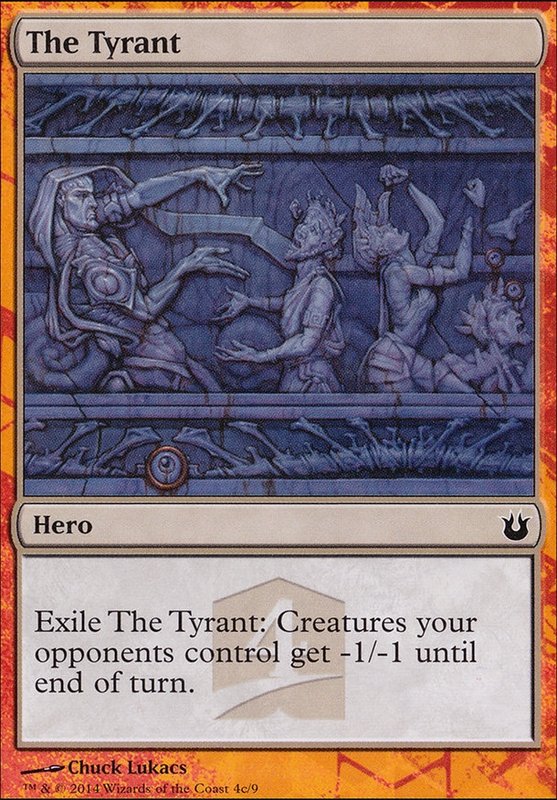 The Tyrant
Hero
Exile The Tyrant: Creatures your
opponents control get -1/-1 until
end of turn.
4
Chuck Lukacs
™ & © 2014 Wizards of the Coast 4c/9